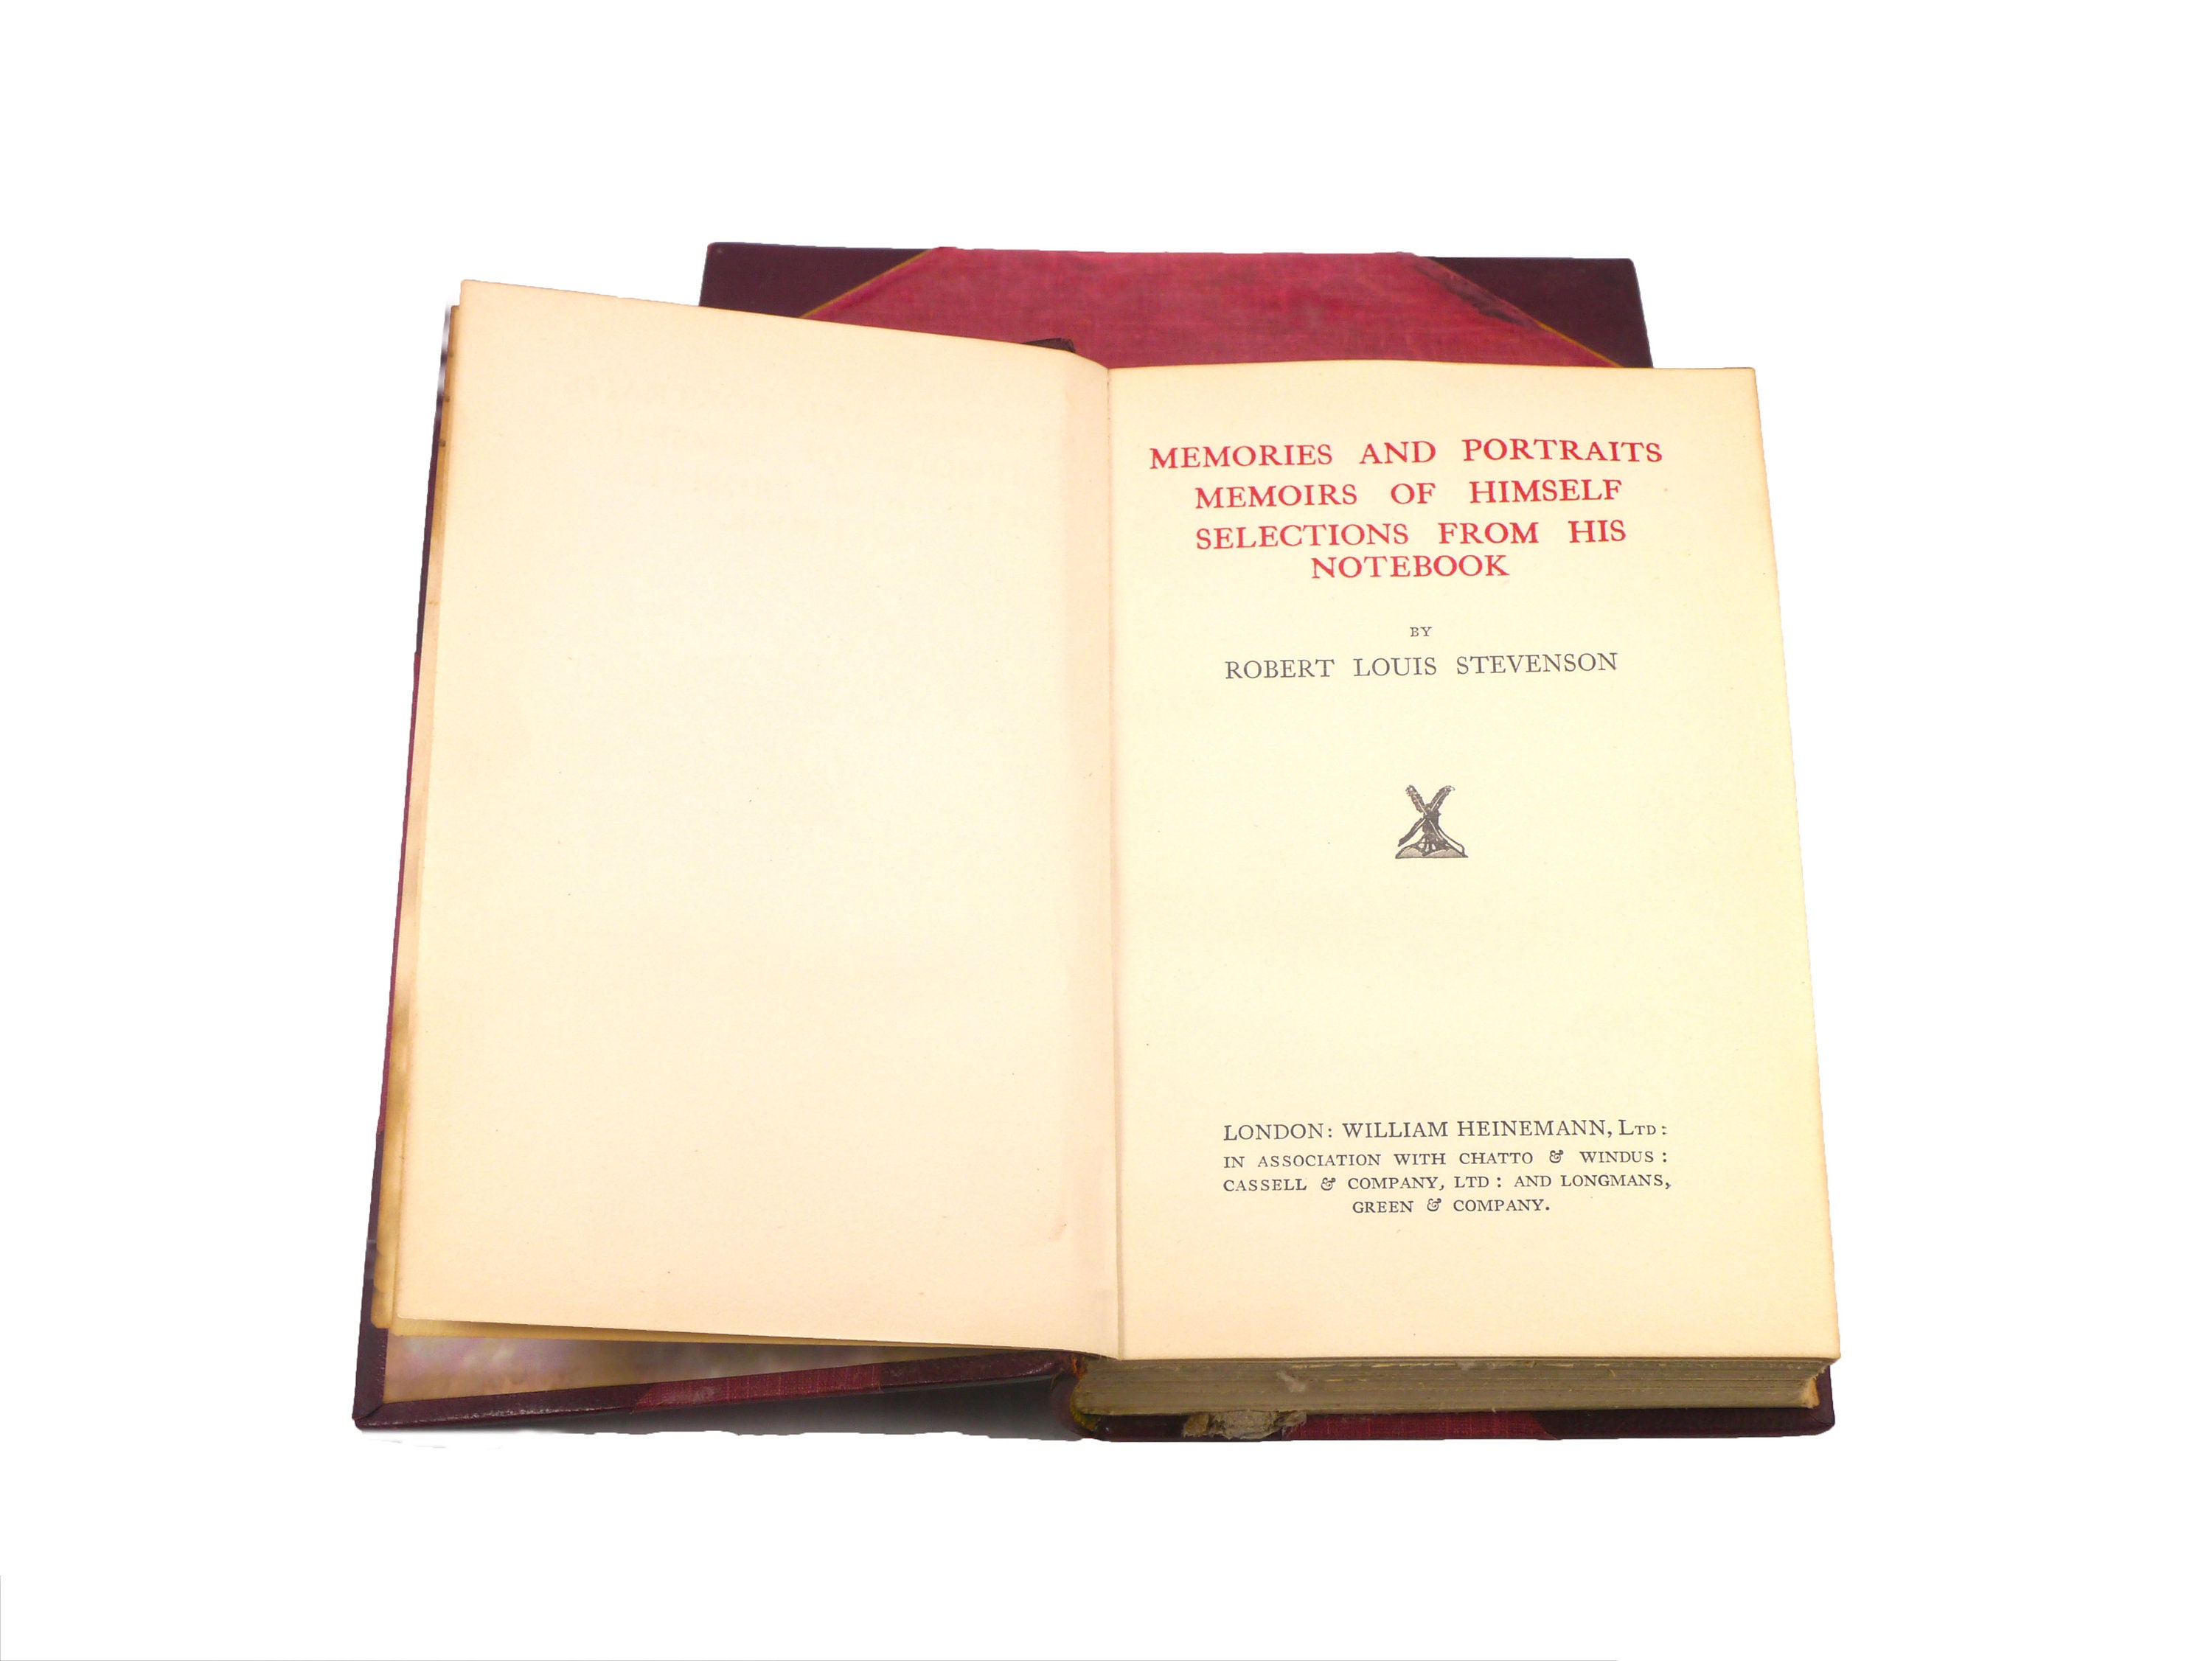 MEMORIES AND PORTRAITS
MEMOIRS OF HIMSELF
SELECTIONS FROM HIS
NOTEBOOK
BY
ROBERT LOUIS STEVENSON
LONDON: WILLIAM HEINEMANN, LTD:
IN ASSOCIATION WITH CHATTO & WINDUS:
CASSELL & COMPANY, LTD: AND LONGMANS,
GREEN & COMPANY.